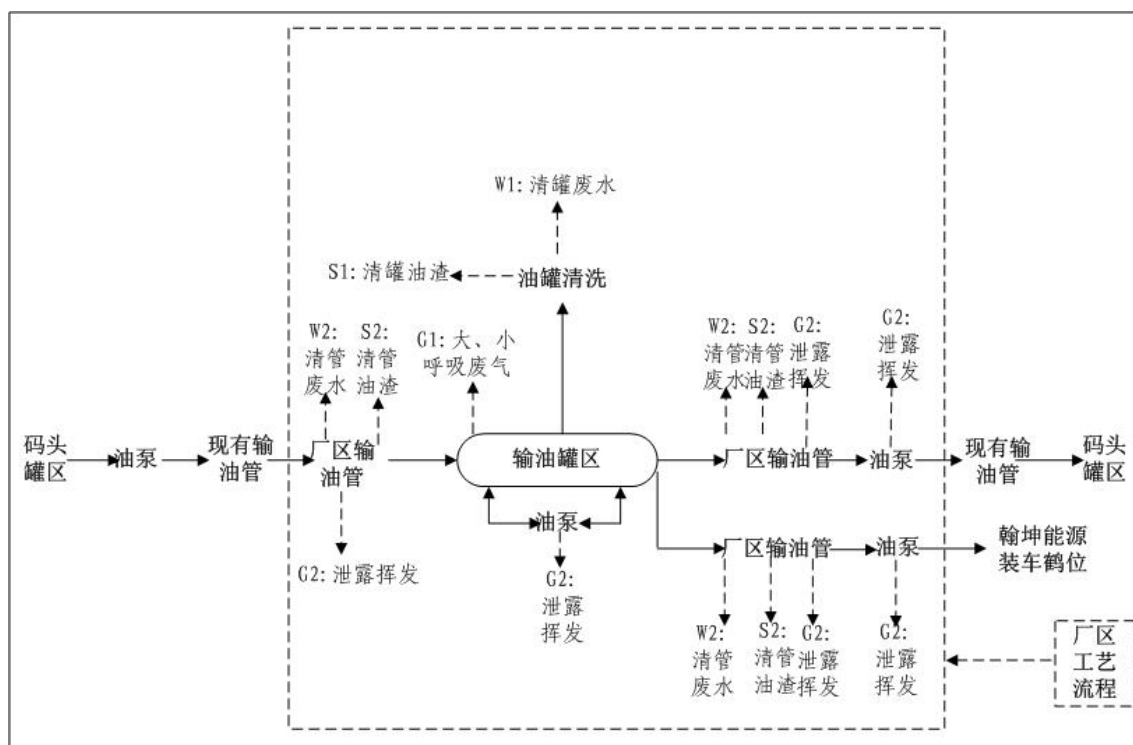 W1:清罐废水
S1:清罐油渣
油罐清洗
W2:
清管
废水
S2:
清管
油渣
G1:大、小
呼吸废气
W2:
清管
废水
S2:
清管
油渣
G2:
泄露
挥发
G2:
泄露
挥发
码头
罐区
油泵
现有输
油管
厂区输
油管
输油罐区
厂区输油管
油泵
现有输
油管
码头
罐区
G2:泄露挥发
油泵
G2:
泄露
挥发
厂区输油管
油泵
翰坤能源
装车鹤位
W2:
清管
废水
S2:
清管
油渣
G2:
泄露
挥发
G2:
泄露
挥发
厂区
工艺
流程